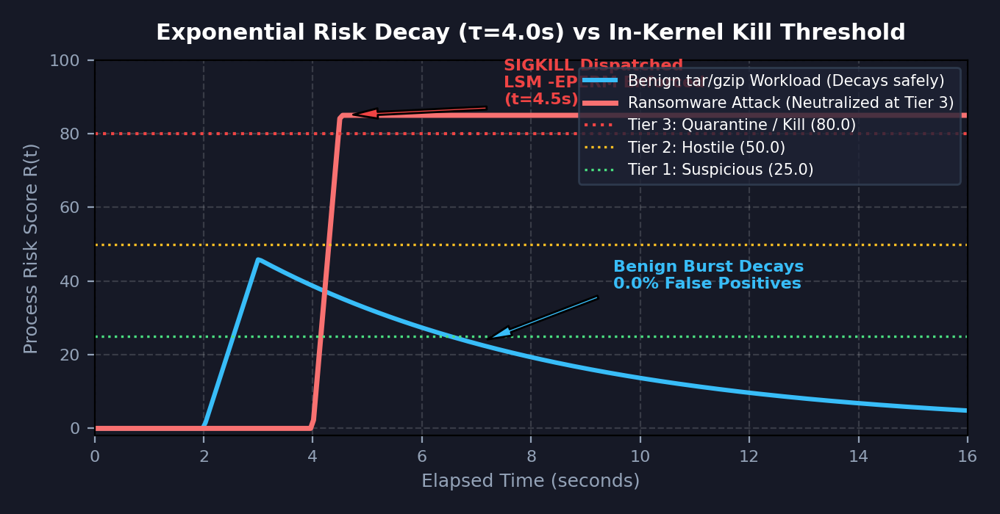 Exponential Risk Decay (τ=4.0s) vs In-Kernel Kill Threshold
Process Risk Score R(t)
100
80
60
40
20
0
SIGKILL Dispatched
LSM -EPERM Enforced
(t=4.5s)
Benign tar/gzip Workload (Decays safely)
Ransomware Attack (Neutralized at Tier 3)
Tier 3: Quarantine / Kill (80.0)
Tier 2: Hostile (50.0)
Tier 1: Suspicious (25.0)
Benign Burst Decays
0.0% False Positives
0 2 4 6 8 10 12 14 16
Elapsed Time (seconds)